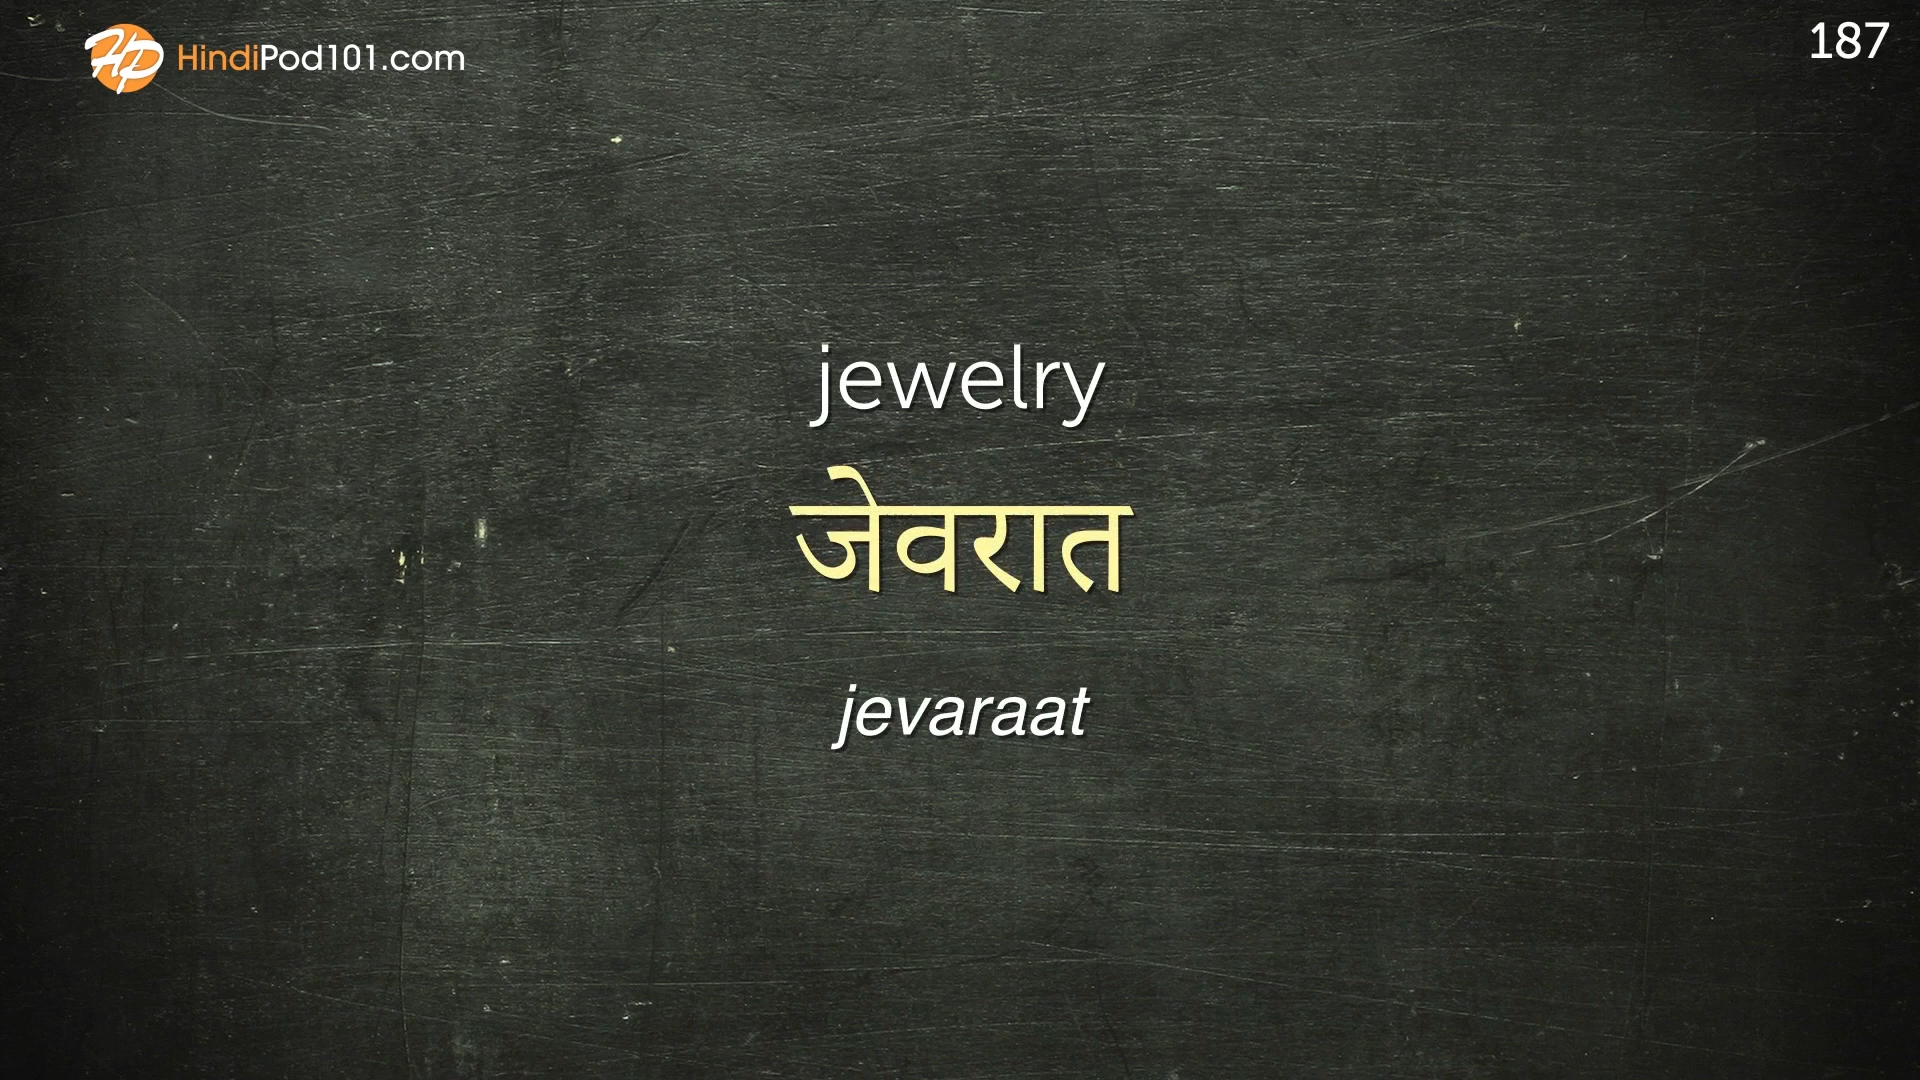 HindiPod101.com
187
jewelry
जेवरात
jevaraat